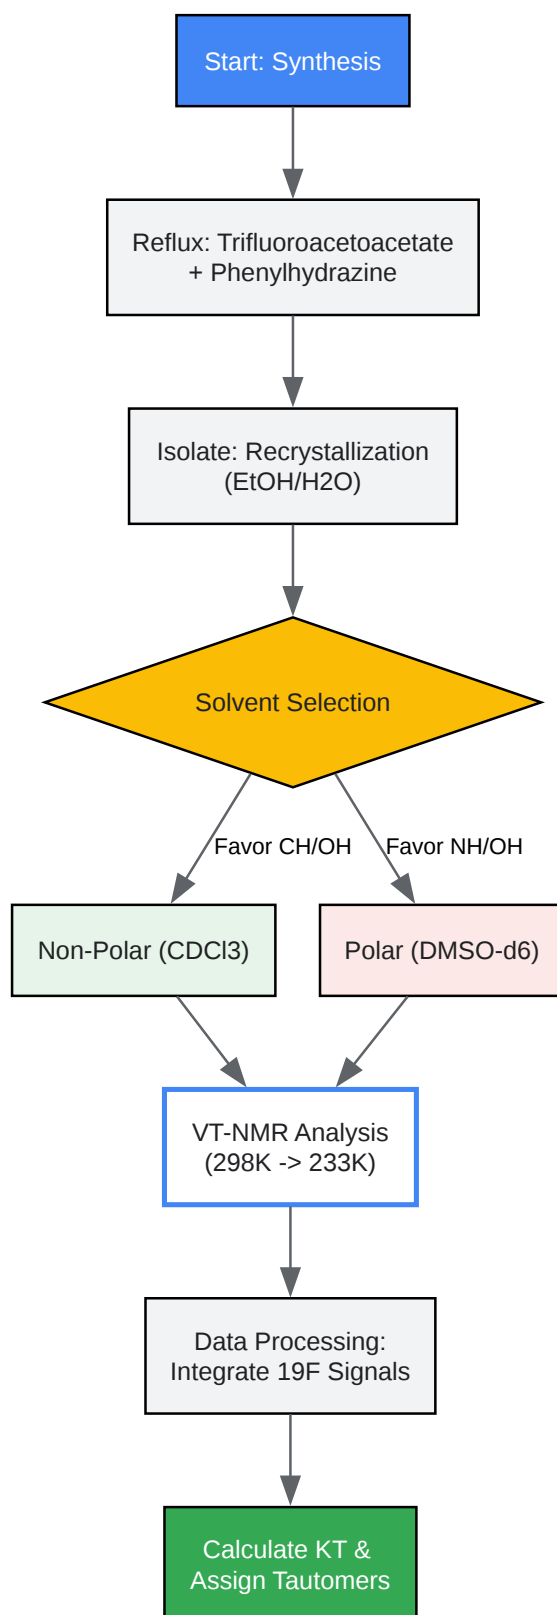 Start: Synthesis
Reflux: Trifluoroacetoacetate
+ Phenylhydrazine
Isolate: Recrystallization
(EtOH/H2O)
Solvent Selection
Favor CH/OH
Favor NH/OH
Non-Polar (CDCl3)
Polar (DMSO-d6)
VT-NMR Analysis
(298K -> 233K)
Data Processing:
Integrate 19F Signals
Calculate KT &
Assign Tautomers